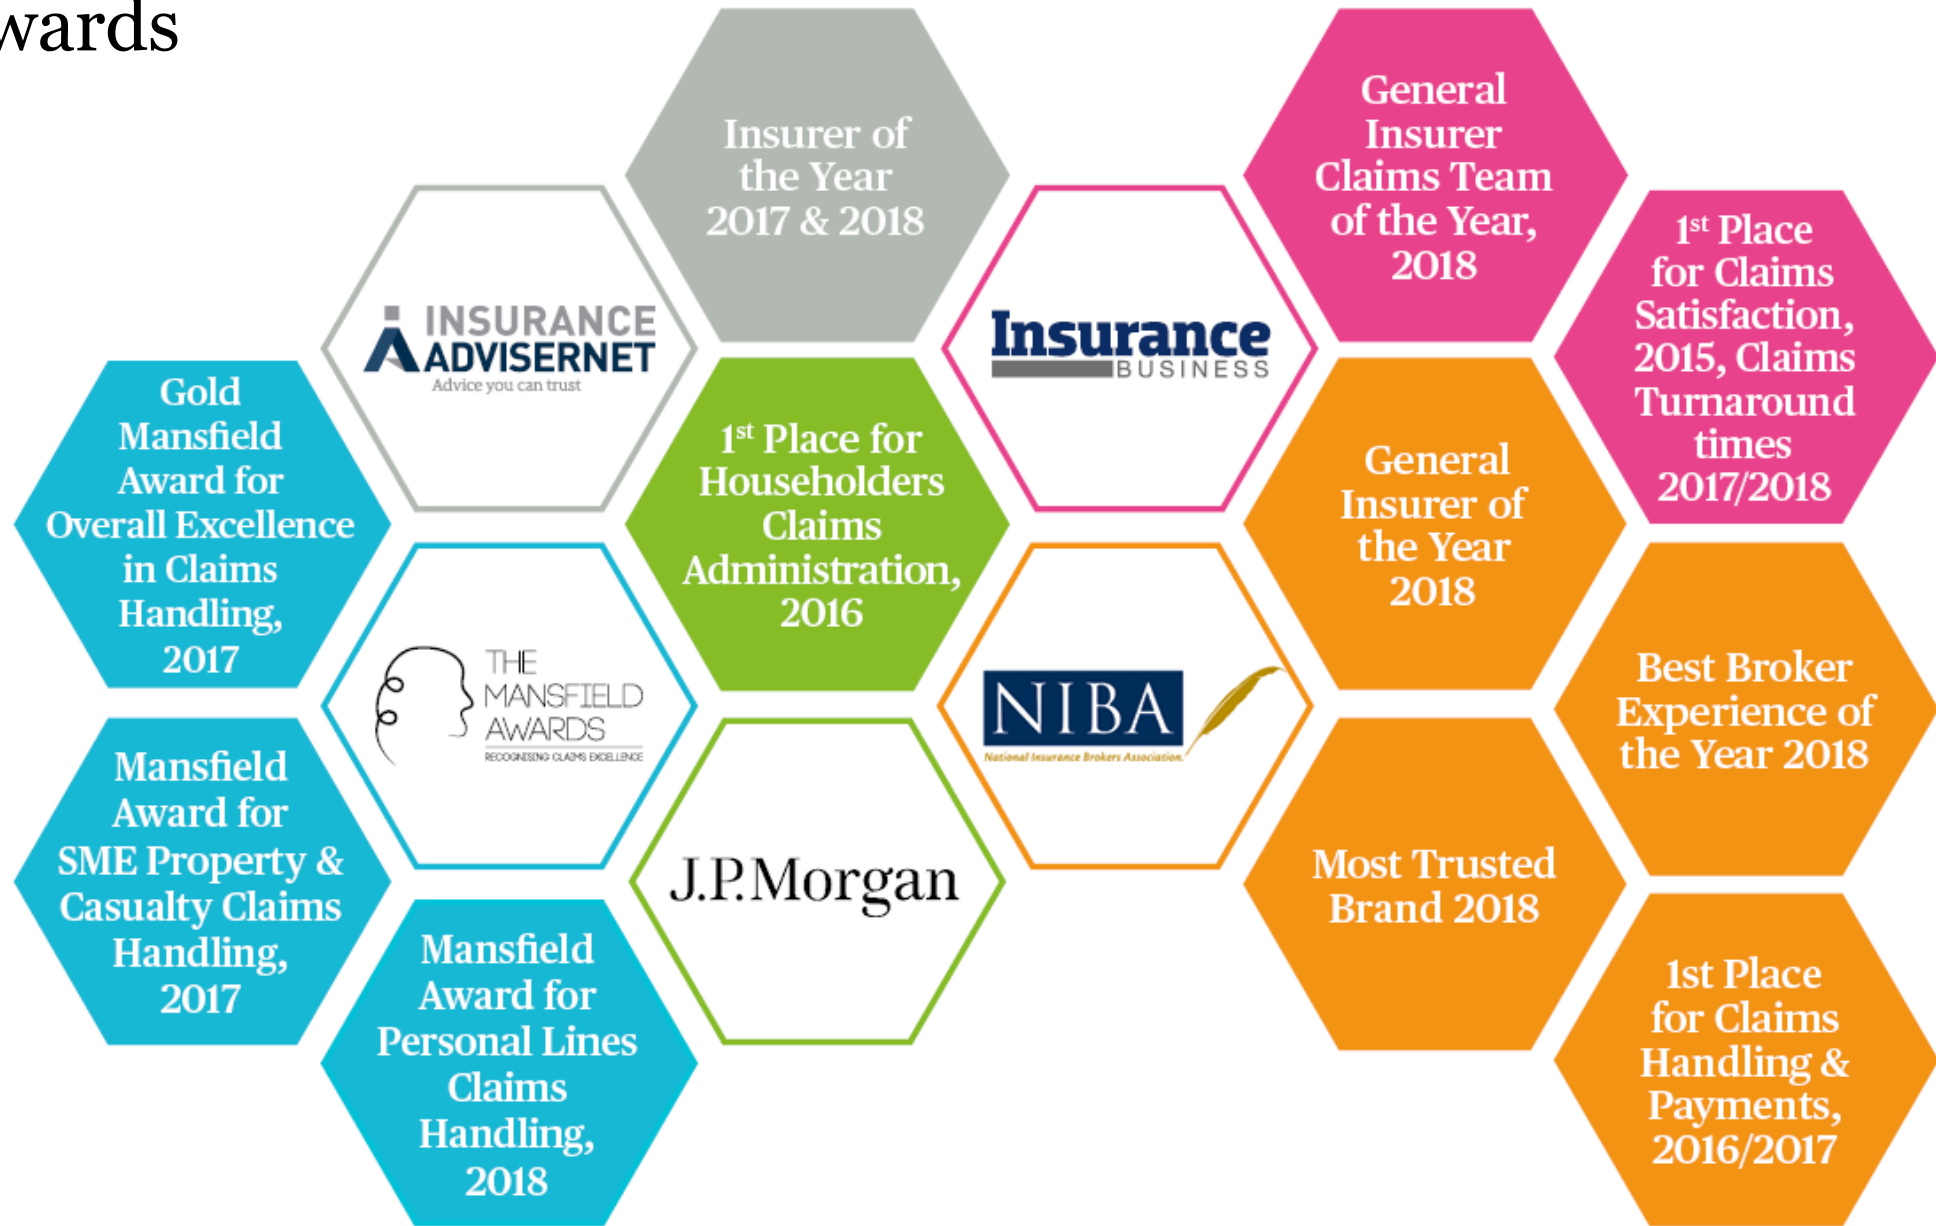 wards
Insurer of
the Year
2017 & 2018
General
Insurer
Claims Team
of the Year,
2018
1st Place
for Claims
Satisfaction,
2015, Claims
Turnaround
times
2017/2018
INSURANCE
ADVISERNET
Advice you can trust
Insurance
BUSINESS
Gold
Mansfield
Award for
Overall Excellence
in Claims
Handling,
2017
1st Place for
Householders
Claims
Administration,
2016
General
Insurer of
the Year
2018
THE
MANSFIELD
AWARDS
RECOGNISING CLAIMS EXCELLENCE
NIBA
National Insurance Brokers Association.
Best Broker
Experience of
the Year 2018
Mansfield
Award for
SME Property &
Casualty Claims
Handling,
2017
J.P.Morgan
Most Trusted
Brand 2018
Mansfield
Award for
Personal Lines
Claims
Handling,
2018
1st Place
for Claims
Handling &
Payments,
2016/2017